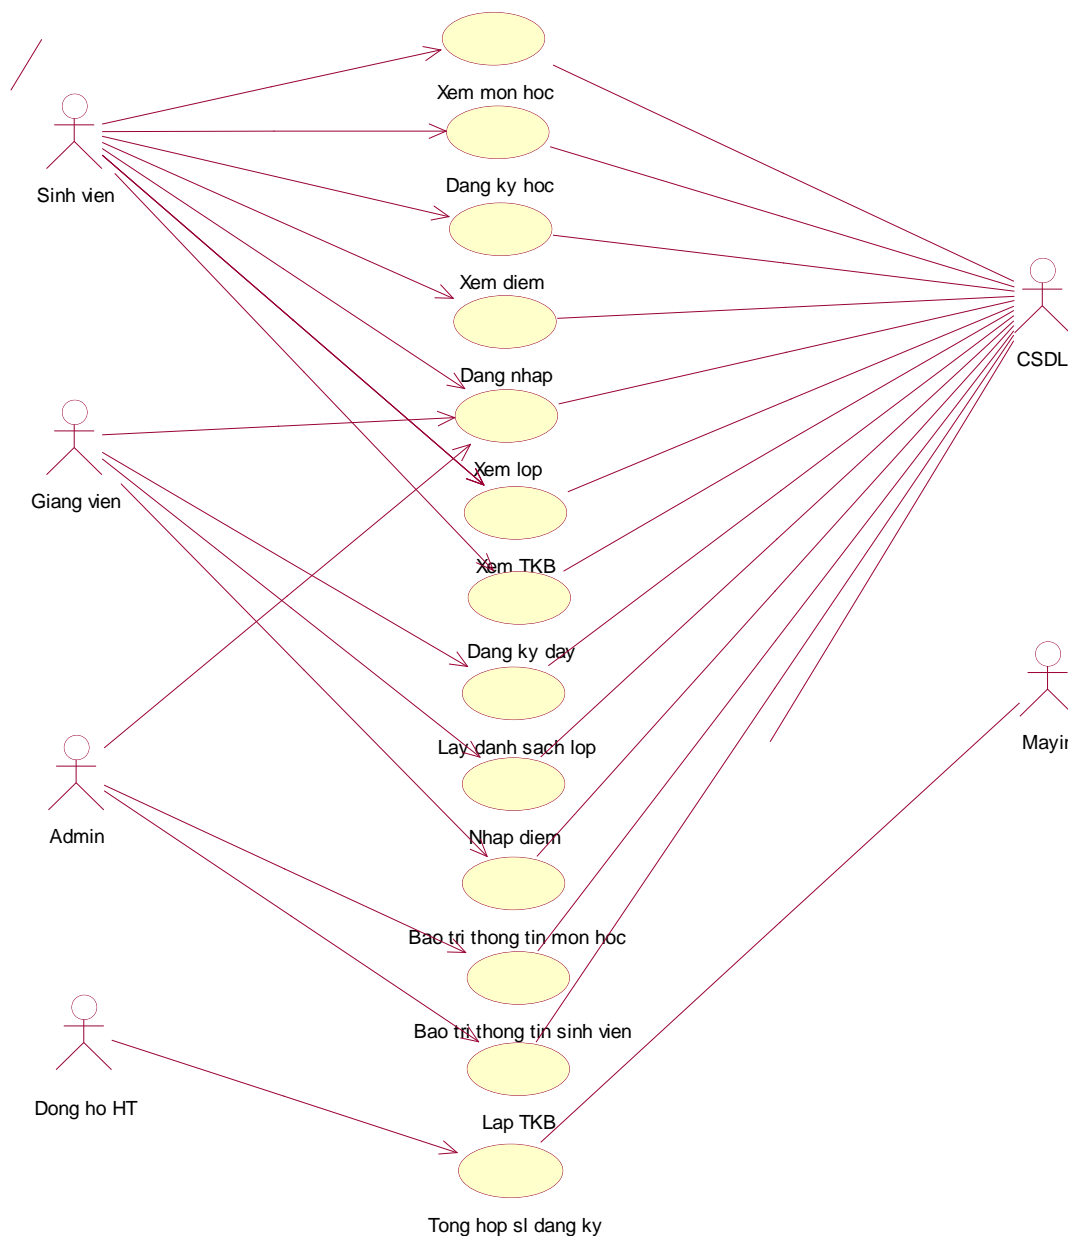 Xem mon hoc
Sinh vien
Dang ky hoc
Xem diem
CSDL
Dang nhap
Giang vien
Xem lop
Xem TKB
Dang ky day
Lay danh sach lop
Admin
Nhap diem
Bao tri thong tin mon hoc
Bao tri thong tin sinh vien
Dong ho HT
Lap TKB
Tong hop sl dang ky